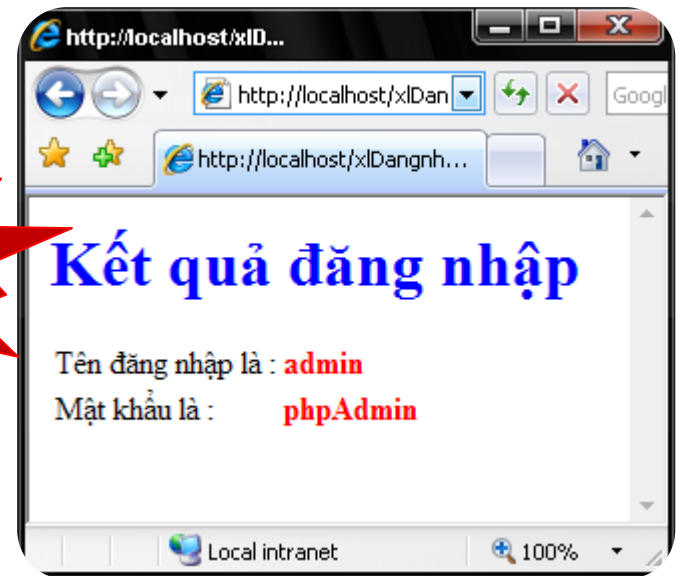 http://localhost/xlD...
http://localhost/xlDan
Googl
http://localhost/xlDangnh...
Kết quả đăng nhập
Tên đăng nhập là : admin
Mật khẩu là : phpAdmin
Local intranet
100%